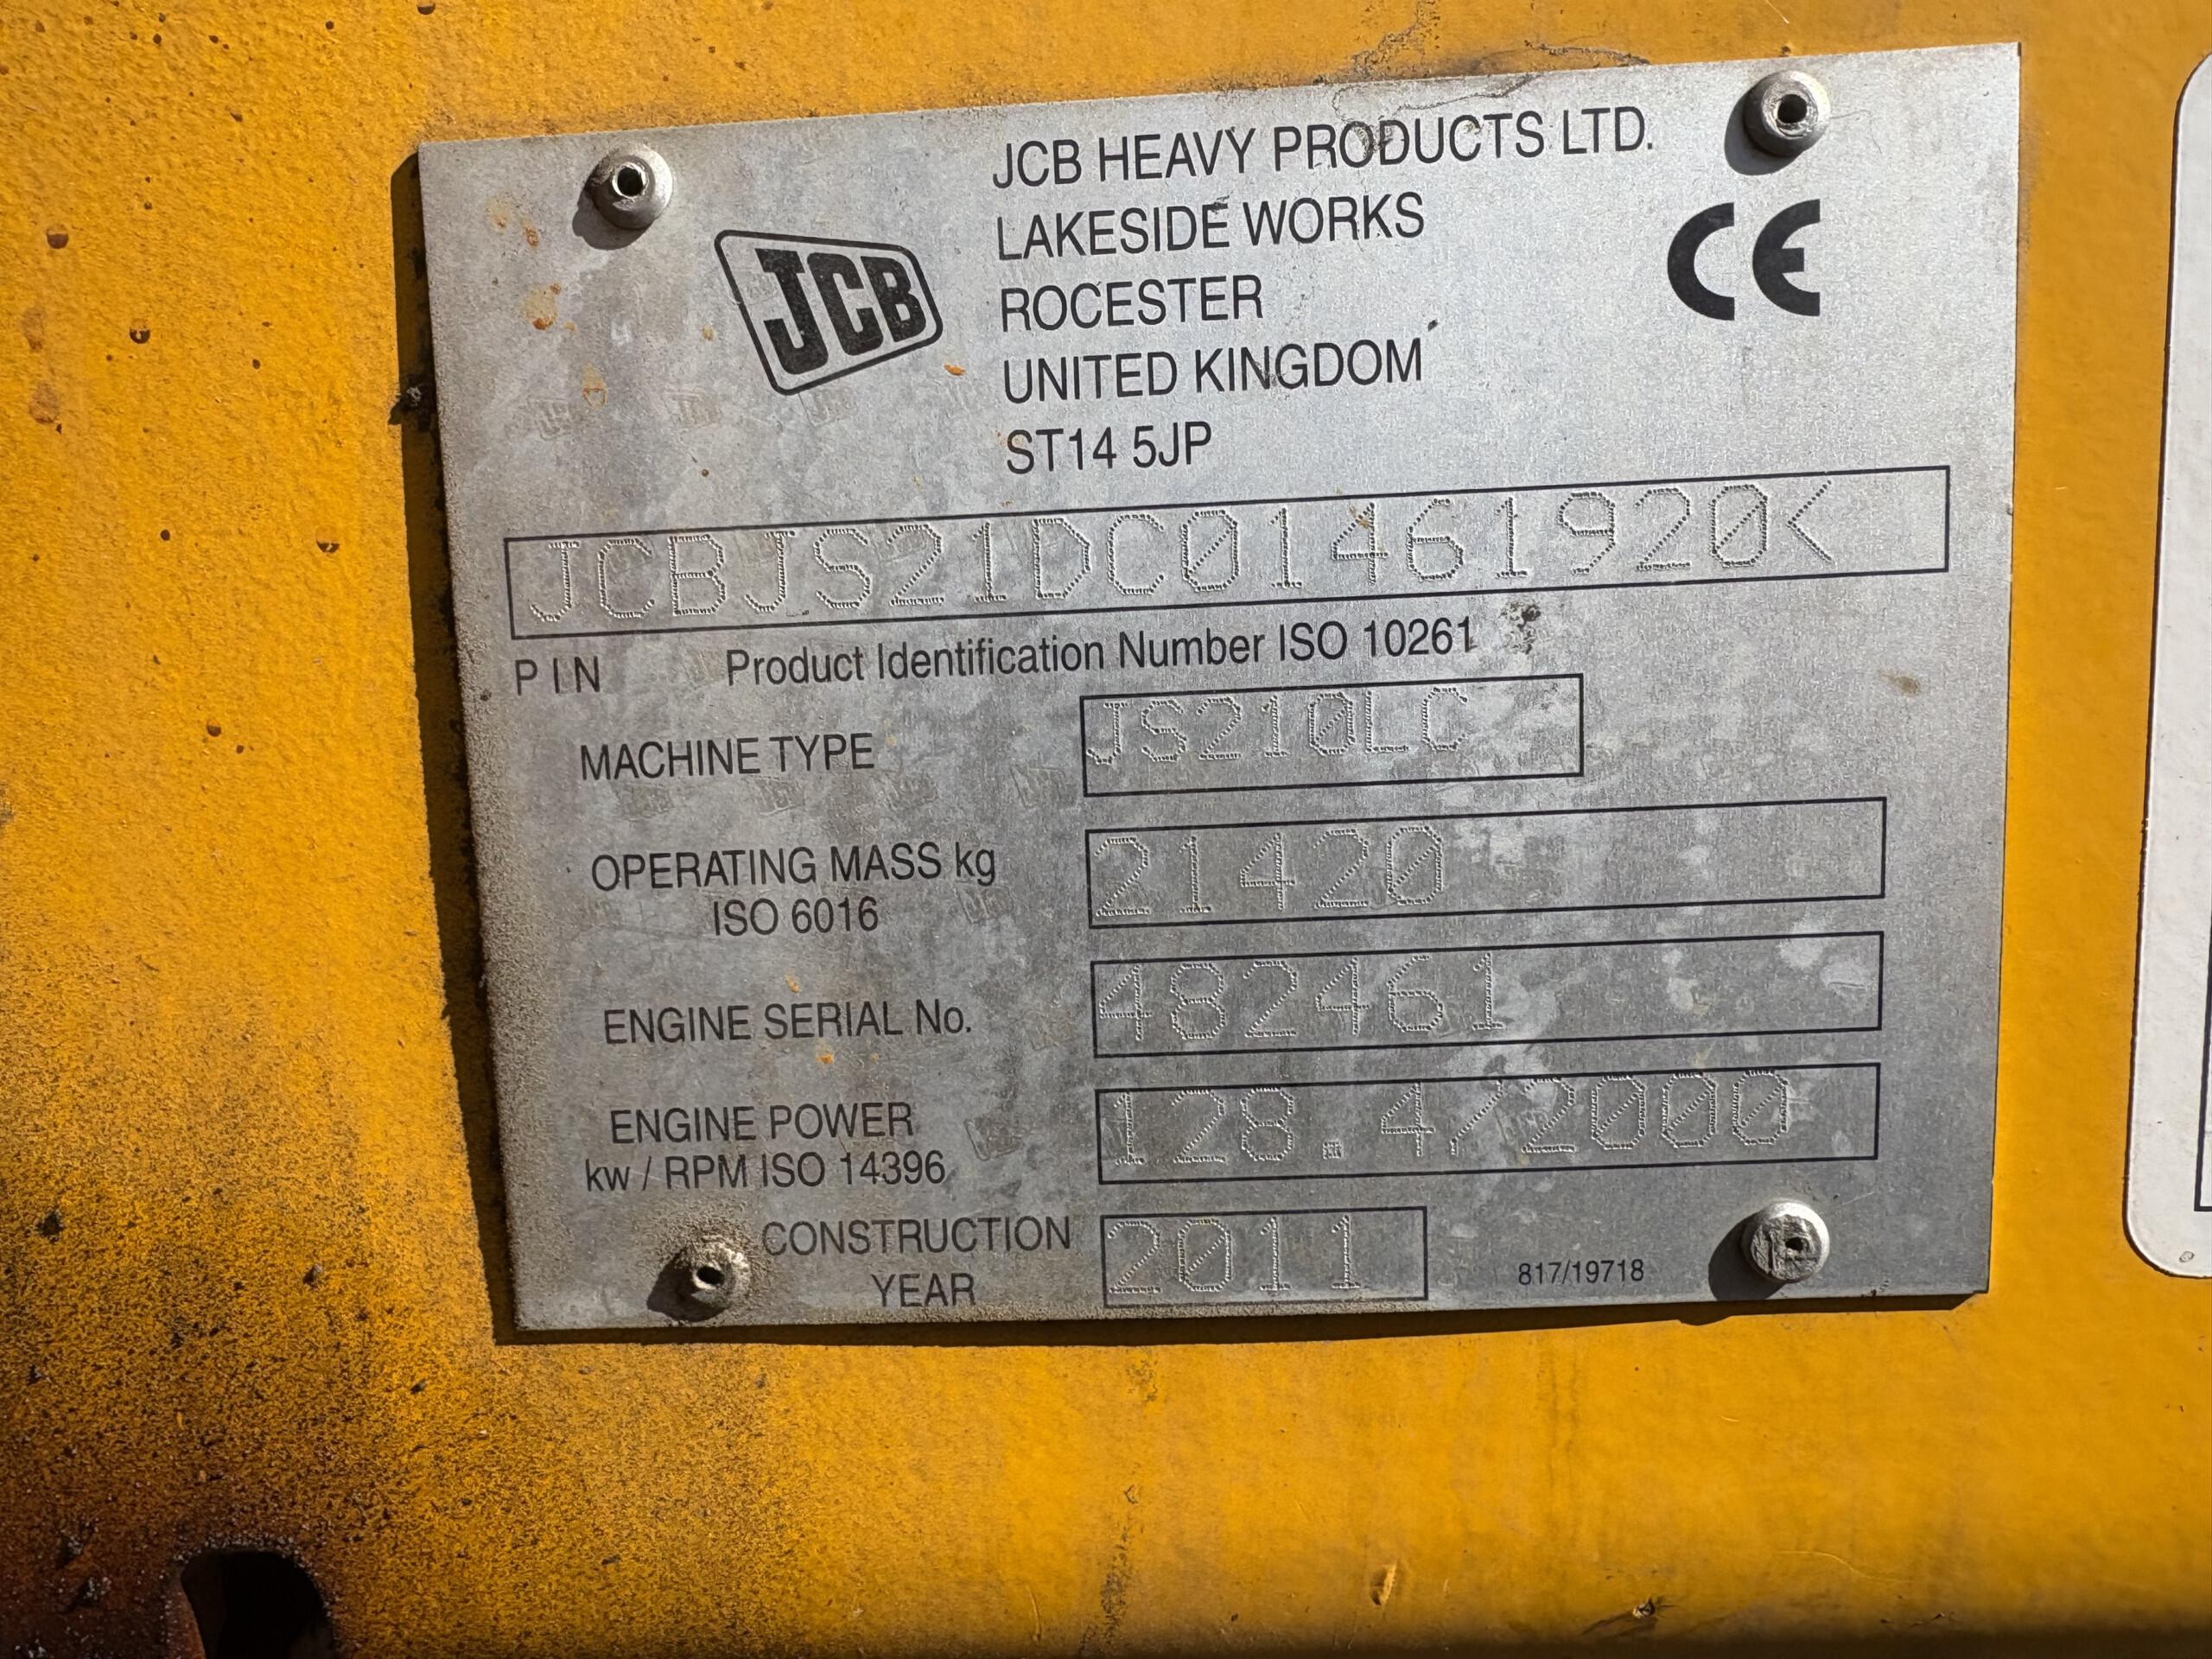 JCB HEAVY PRODUCTS LTD.
LAKESIDE WORKS
ROCESTER
UNITED KINGDOM
ST14 5JP
JCB
CE
JCBJS21DC01461920<
PIN Product Identification Number ISO 10261
MACHINE TYPE JS210LC
OPERATING MASS kg 21420
ISO 6016
ENGINE SERIAL No. 482461
ENGINE POWER 128.4/2000
kw / RPM ISO 14396
CONSTRUCTION 2011
YEAR
817/19718